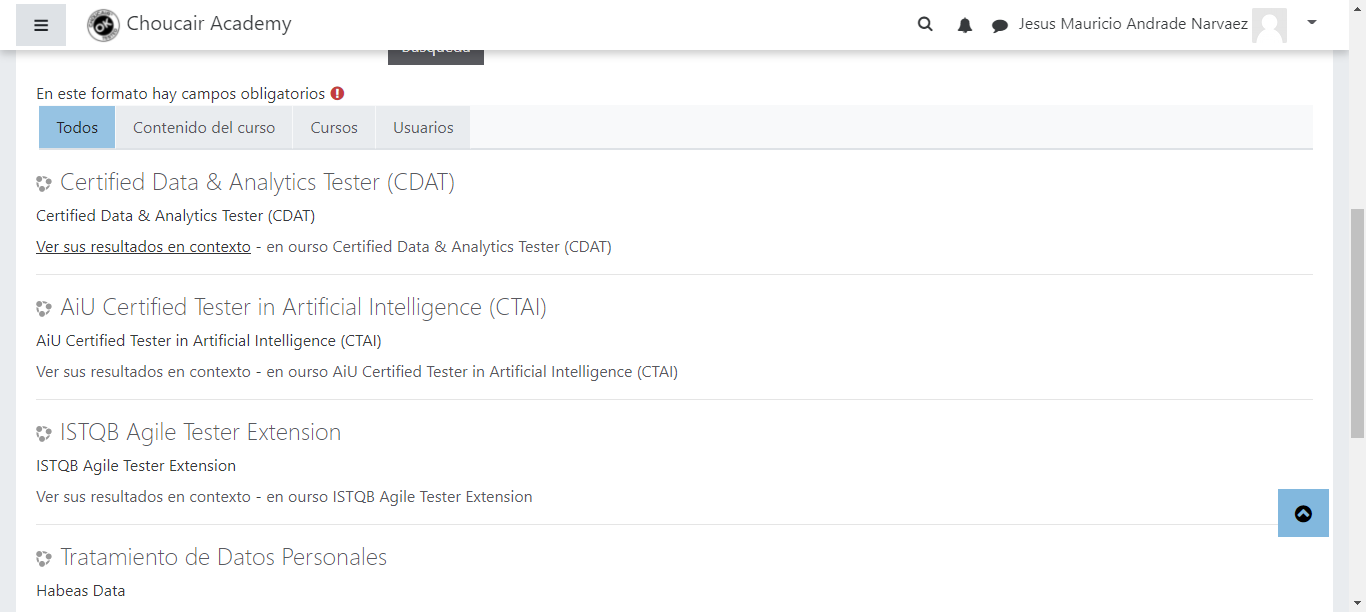 Choucair Academy
Jesus Mauricio Andrade Narvaez
Búsqueda
En este formato hay campos obligatorios
Todos
Contenido del curso
Cursos
Usuarios
Certified Data & Analytics Tester (CDAT)
Certified Data & Analytics Tester (CDAT)
Ver sus resultados en contexto - en ourso Certified Data & Analytics Tester (CDAT)
AiU Certified Tester in Artificial Intelligence (CTAI)
AiU Certified Tester in Artificial Intelligence (CTAI)
Ver sus resultados en contexto - en ourso AiU Certified Tester in Artificial Intelligence (CTAI)
ISTQB Agile Tester Extension
ISTQB Agile Tester Extension
Ver sus resultados en contexto - en ourso ISTQB Agile Tester Extension
Tratamiento de Datos Personales
Habeas Data